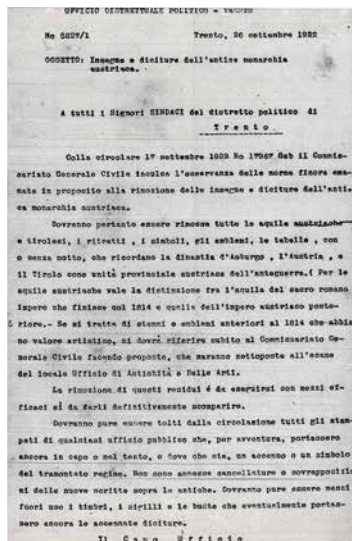 UFFICIO DISTRETTUALE POLITICO - TRENTO
No 5227/1 Trento, 26 settembre 1922
OGGETTO: Insegne e diciture dell'antica monarchia
austriaca.
A tutti i Signori SINDACI del distretto politico di
Trento
Colla circolare 17 settembre 1922 No 17967 Gab il Commis-
sariato Generale Civile inculca l'osservanza delle norme finora ema-
nate in proposito alla rimozione delle insegne e diciture dell'anti-
ca monarchia austriaca.
Dovranno pertanto essere rimosse tutte le aquile austriache
e tirolesi, i ritratti , i simboli, gli emblemi, le tabelle , con
o senza motto, che ricordano la dinastia d'Asburgo , l'Austria , e
il Tirolo come unità provinciale austriaca dell'anteguerra.( Per le
aquile austriache vale la distinzione fra l'aquila del sacro romano
impero che finisce col 1814 e quella dell'impero austriaco poste-
riore.- Se si tratta di stemmi e emblemi anteriori al 1814 che abbia
no valore artistico, si dovrà riferire subito al Commissariato Ge-
nerale Civile facendo proposte, che saranno sottoposte all'esame
del locale Ufficio di Antichità e Belle Arti.
La rimozione di questi residui é da eseguirsi con mezzi ef-
ficaci sì da farli definitivamente scomparire.
Dovranno pure essere tolti dalla circolazione tutti gli stam-
pati di qualsiasi ufficio pubblico che, per avventura, portassero
ancora in capo o nel testo, o dove che sia, un accenno o un simbolo
del tramontato regime. Non sono ammesse cancellature o sovrapposizio
ni delle nuove scritte sopra le antiche. Dovranno pure essere messi
fuori uso i timbri, i sigilli e le buste che eventualmente portas-
sero ancora le accennate diciture.
Il Capo Ufficio